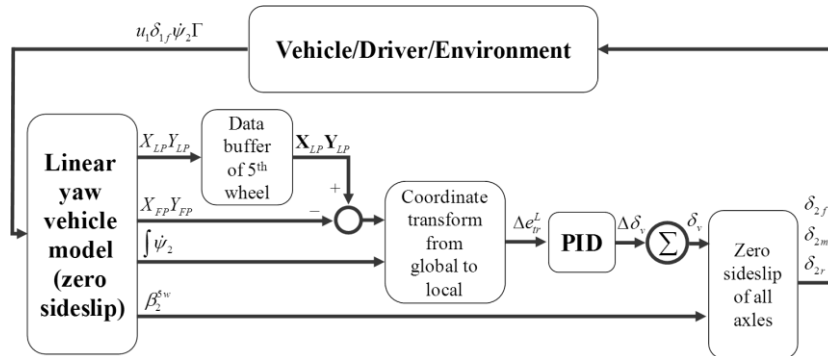 u₁δ₁fψ̇₂Γ
Vehicle/Driver/Environment
Linear
yaw
vehicle
model
(zero
sideslip)
X_LP Y_LP
Data
buffer
of 5th
wheel
X_LP Y_LP
+
X_FP Y_FP
−
∫ψ̇₂
β₂^5w
Coordinate
transform
from
global to
local
Δe_tr^L
PID
Δδ_v
Σ
δ_v
Zero
sideslip
of all
axles
δ₂f
δ₂m
δ₂r